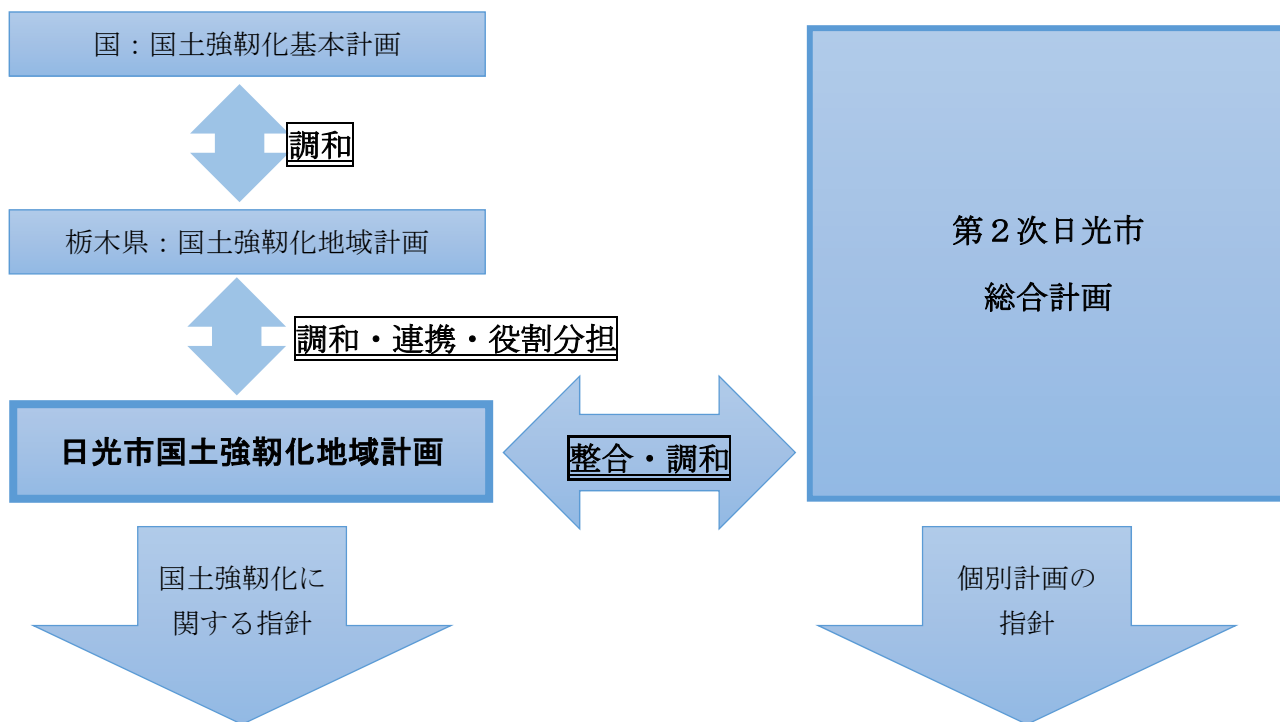 国：国土強靭化基本計画
調和
栃木県：国土強靭化地域計画
調和・連携・役割分担
日光市国土強靭化地域計画
整合・調和
第２次日光市
総合計画
国土強靭化に
関する指針
個別計画の
指針